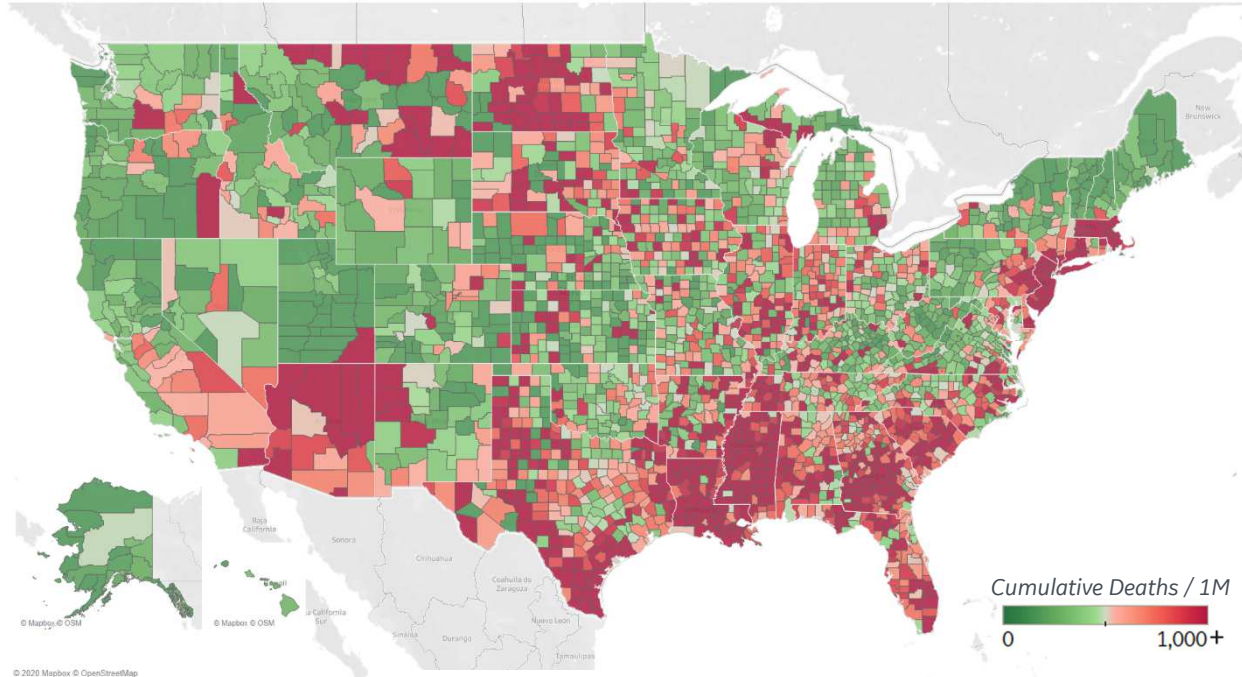 New
Brunswick
Baja
California
Sonora
Chihuahua
Coahuila de
Zaragoza
Nuevo León
Tamaulipas
Sinaloa
Durango
a California
Sur
© Mapbox © OSM
© Mapbox © OSM
© 2020 Mapbox © OpenStreetMap
Cumulative Deaths / 1M
0
1,000+